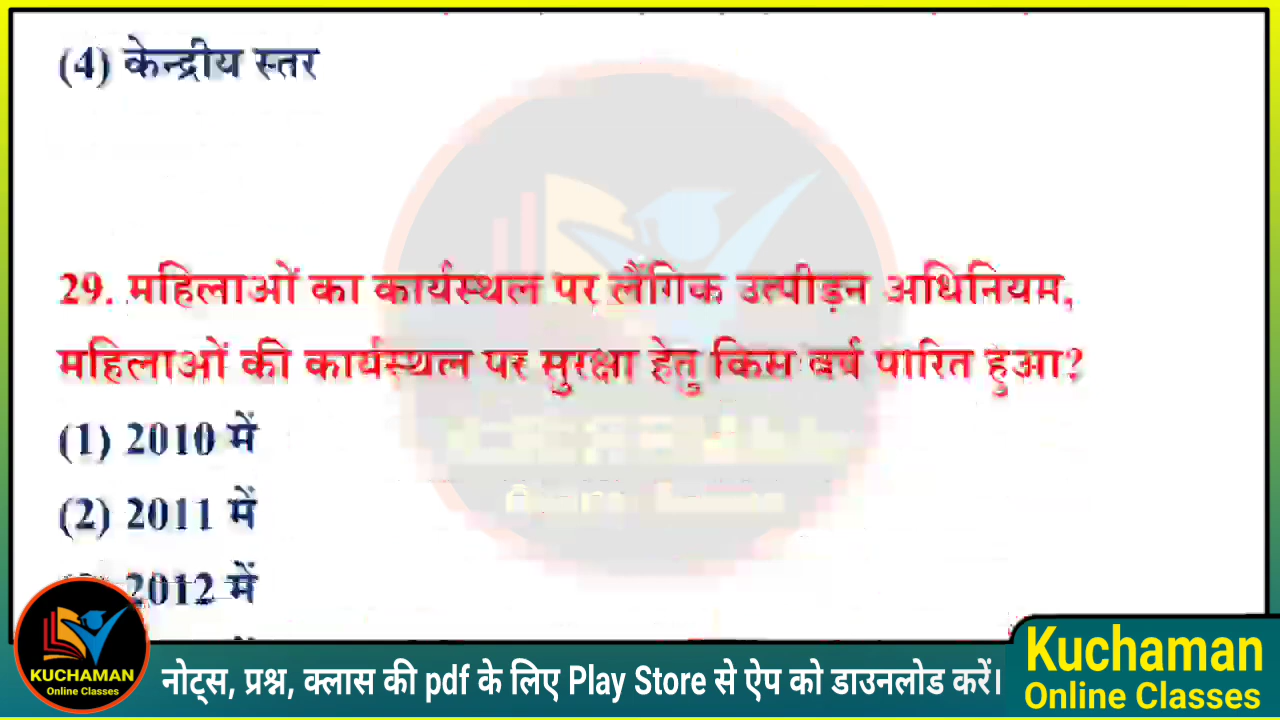 (4) केन्द्रीय स्तर
29. महिलाओं का कार्यस्थल पर लैंगिक उत्पीड़न अधिनियम,
महिलाओं की कार्यस्थल पर सुरक्षा हेतु किस वर्ष पारित हुआ?
(1) 2010 में
(2) 2011 में
2012 में
KUCHAMAN
Online Classes
नोट्स, प्रश्न, क्लास की pdf के लिए Play Store से ऐप को डाउनलोड करें।
Kuchaman
Online Classes